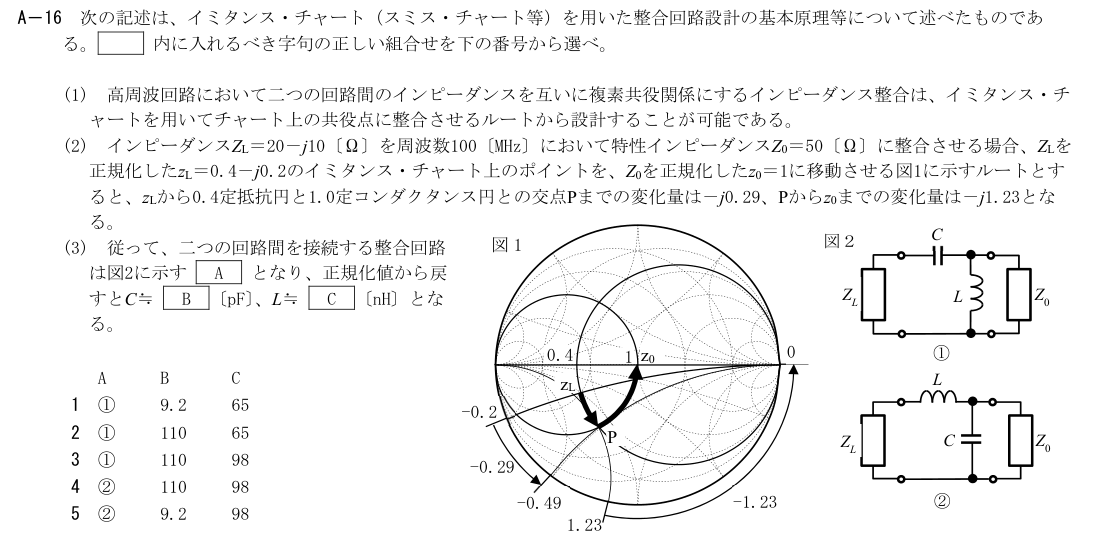 A－16 次の記述は、イミタンス・チャート（スミス・チャート等）を用いた整合回路設計の基本原理等について述べたものであ
る。 内に入れるべき字句の正しい組合せを下の番号から選べ。
(1) 高周波回路において二つの回路間のインピーダンスを互いに複素共役関係にするインピーダンス整合は、イミタンス・チ
ャートを用いてチャート上の共役点に整合させるルートから設計することが可能である。
(2) インピーダンスZL=20－j10〔Ω〕を周波数100〔MHz〕において特性インピーダンスZ0=50〔Ω〕に整合させる場合、ZLを
正規化したzL=0.4－j0.2のイミタンス・チャート上のポイントを、Z0を正規化したz0=1に移動させる図1に示すルートとす
ると、zLから0.4定抵抗円と1.0定コンダクタンス円との交点Pまでの変化量は－j0.29、Pからz0までの変化量は－j1.23とな
る。
(3) 従って、二つの回路間を接続する整合回路
は図2に示す A となり、正規化値から戻
すとC≒ B 〔pF〕、L≒ C 〔nH〕とな
る。
A B C
1 ① 9.2 65
2 ① 110 65
3 ① 110 98
4 ② 110 98
5 ② 9.2 98
図1
0.4
1
z0
0
zL
P
-0.2
-0.29
-0.49
1.23
-1.23
図2
C
ZL
L
Z0
①
L
ZL
C
Z0
②